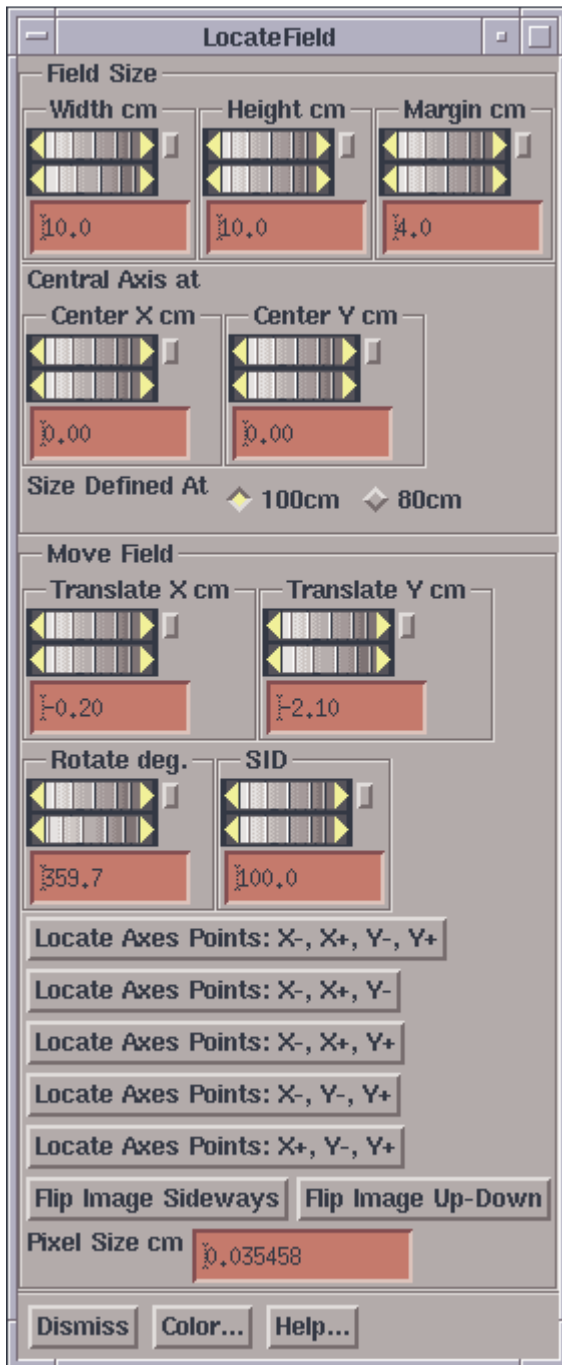 LocateField
Field Size
Width cm Height cm Margin cm
10.0 10.0 4.0
Central Axis at
Center X cm Center Y cm
0.00 0.00
Size Defined At 100cm 80cm
Move Field
Translate X cm Translate Y cm
-0.20 -2.10
Rotate deg. SID
359.7 100.0
Locate Axes Points: X-, X+, Y-, Y+
Locate Axes Points: X-, X+, Y-
Locate Axes Points: X-, X+, Y+
Locate Axes Points: X-, Y-, Y+
Locate Axes Points: X+, Y-, Y+
Flip Image Sideways Flip Image Up-Down
Pixel Size cm 0.035458
Dismiss Color... Help...